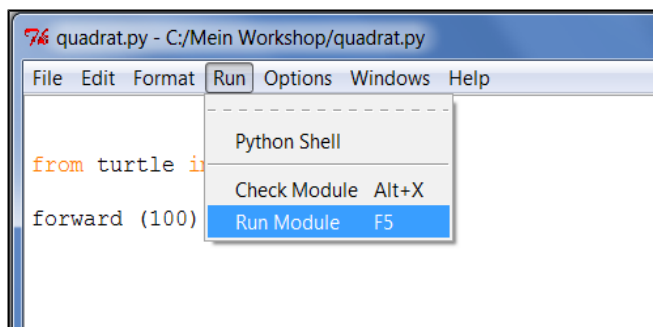 76 quadrat.py - C:/Mein Workshop/quadrat.py
File Edit Format Run Options Windows Help
Python Shell
from turtle
Check Module Alt+X
forward (100)
Run Module F5